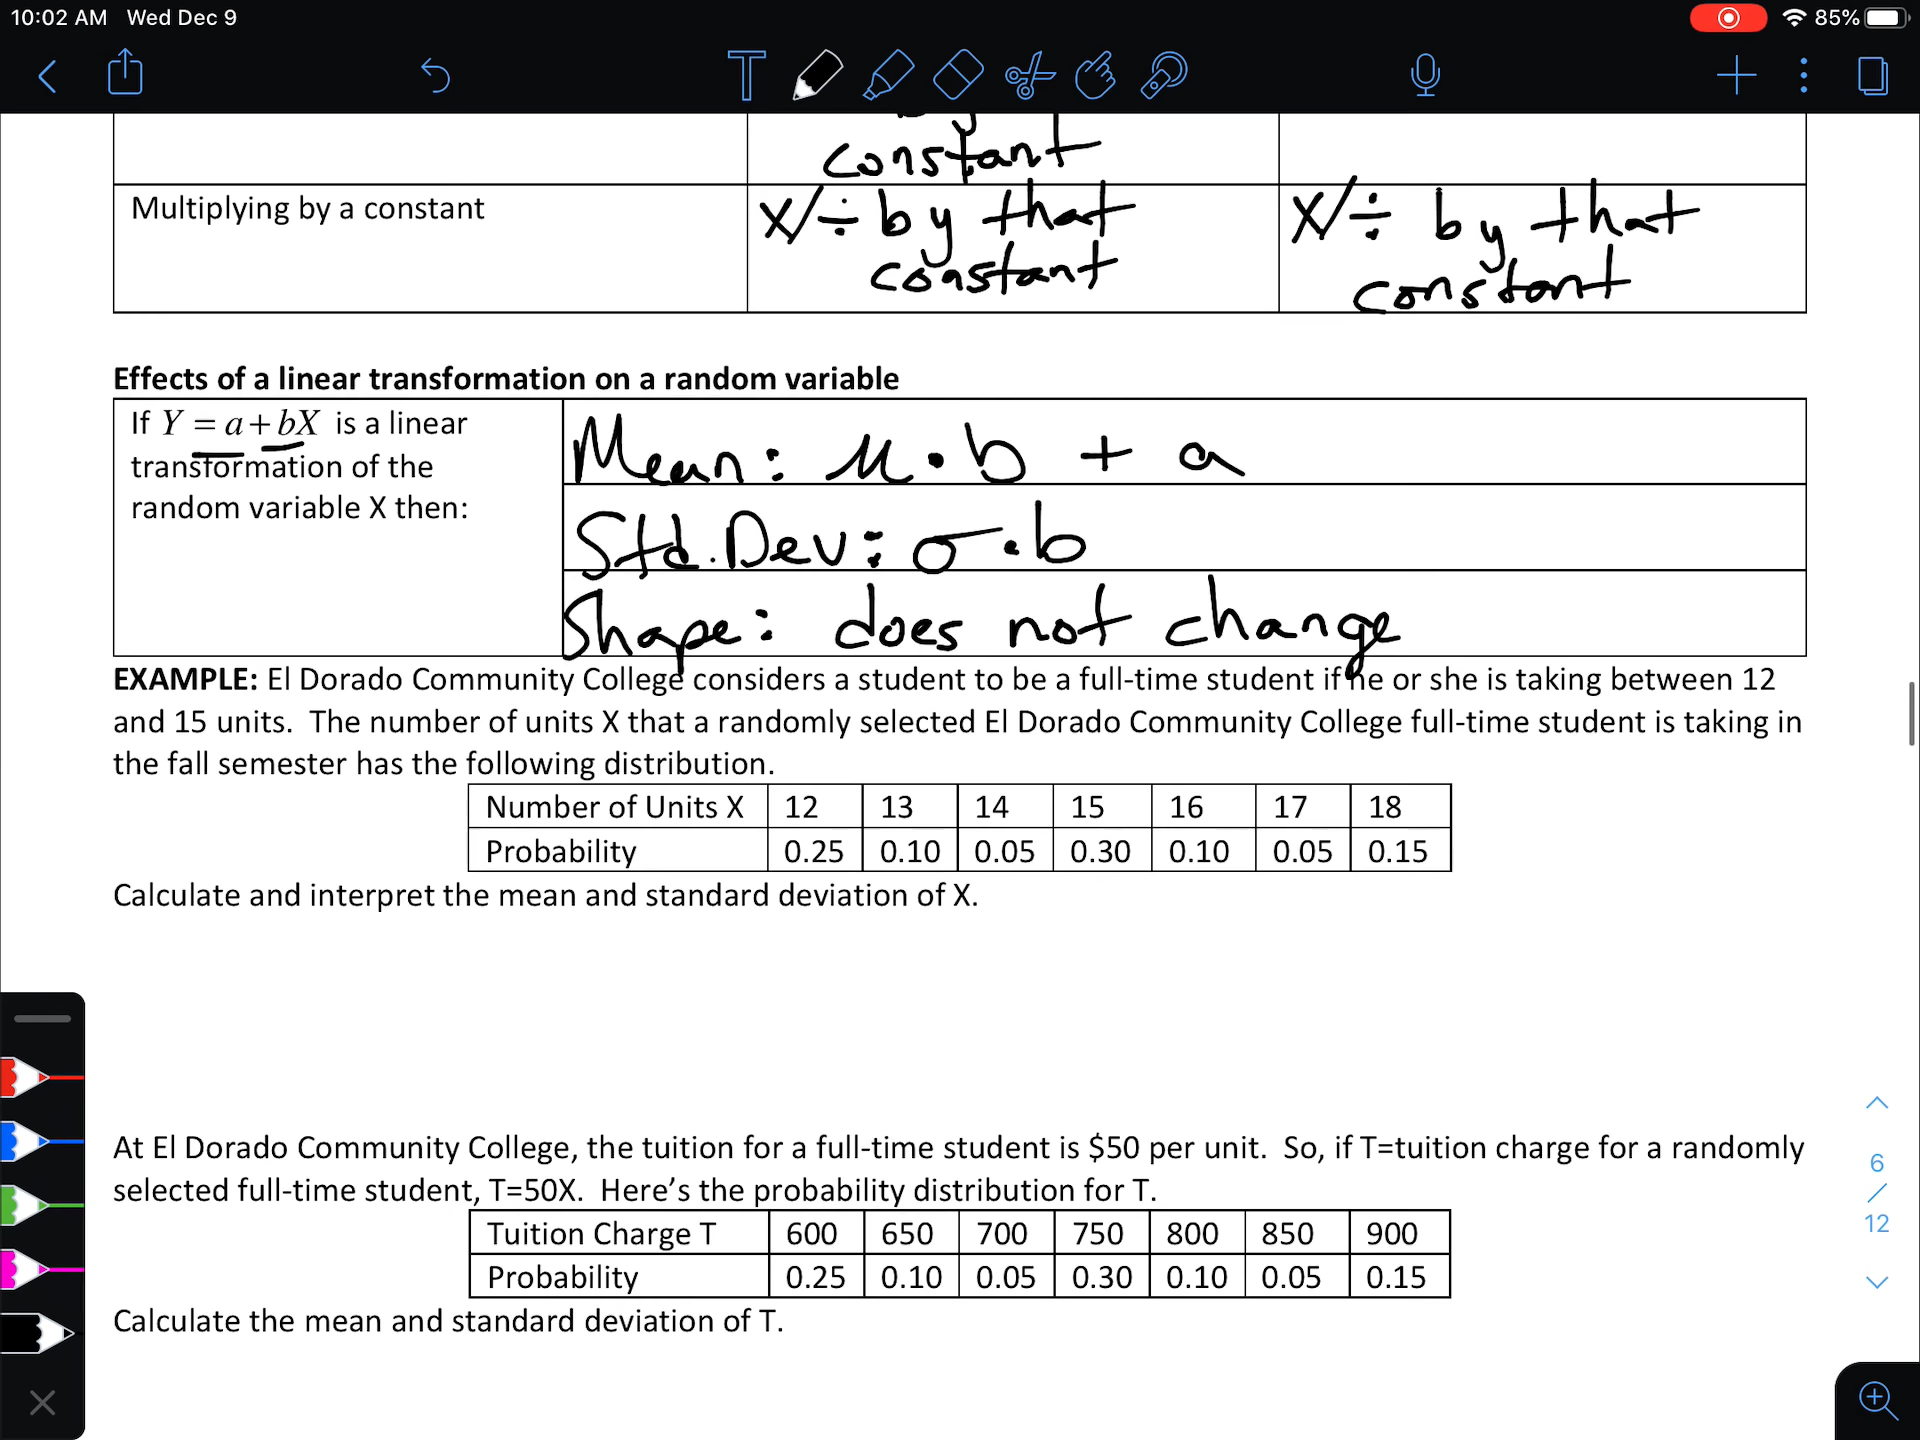 10:02 AM Wed Dec 9
85%
constant
Multiplying by a constant
X/÷ by that
constant
X/÷ by that
constant
Effects of a linear transformation on a random variable
If Y = a + bX is a linear
transformation of the
random variable X then:
Mean: μ · b + a
Std. Dev: σ · b
Shape: does not change
EXAMPLE: El Dorado Community College considers a student to be a full-time student if he or she is taking between 12
and 15 units. The number of units X that a randomly selected El Dorado Community College full-time student is taking in
the fall semester has the following distribution.
Number of Units X 12 13 14 15 16 17 18
Probability 0.25 0.10 0.05 0.30 0.10 0.05 0.15
Calculate and interpret the mean and standard deviation of X.
At El Dorado Community College, the tuition for a full-time student is $50 per unit. So, if T=tuition charge for a randomly
selected full-time student, T=50X. Here's the probability distribution for T.
Tuition Charge T 600 650 700 750 800 850 900
Probability 0.25 0.10 0.05 0.30 0.10 0.05 0.15
Calculate the mean and standard deviation of T.
6
/
12